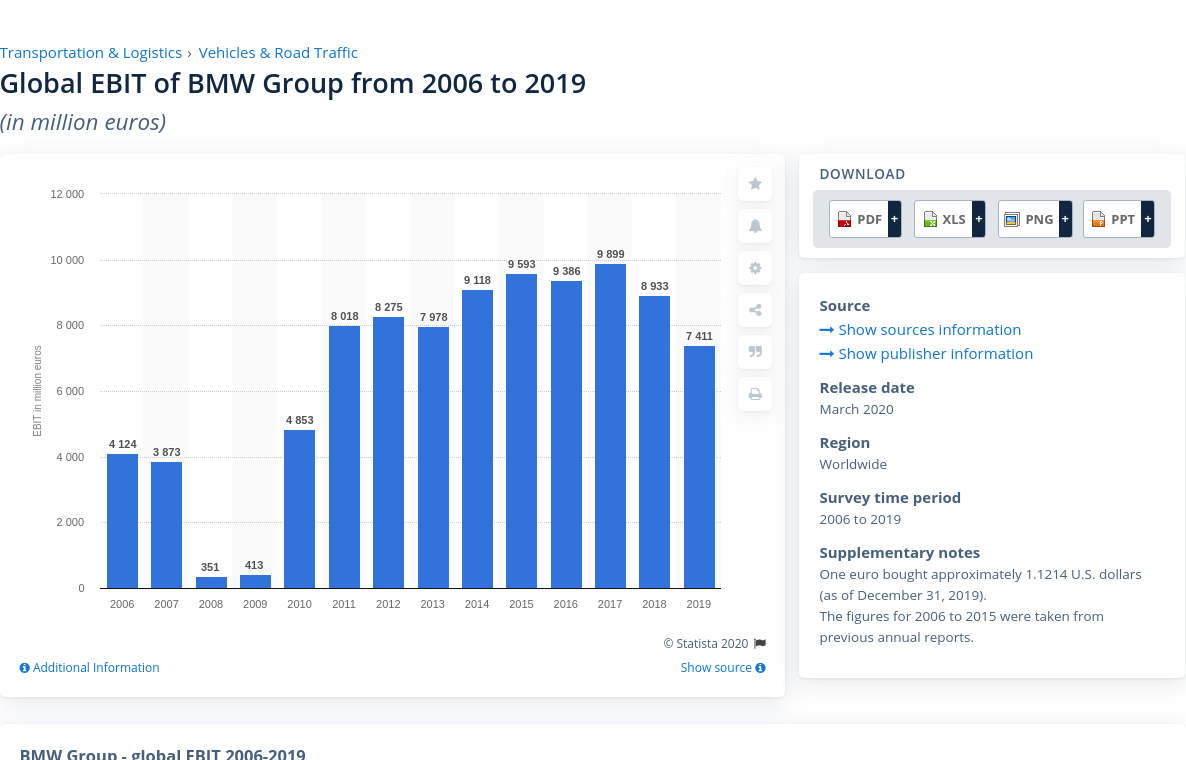 Transportation & Logistics › Vehicles & Road Traffic
Global EBIT of BMW Group from 2006 to 2019
(in million euros)
12 000
10 000
8 000
6 000
4 000
2 000
0
EBIT in million euros
4 124
3 873
351
413
4 853
8 018
8 275
7 978
9 118
9 593
9 386
9 899
8 933
7 411
2006 2007 2008 2009 2010 2011 2012 2013 2014 2015 2016 2017 2018 2019
© Statista 2020
Additional Information
Show source
DOWNLOAD
PDF + XLS + PNG + PPT +
Source
Show sources information
Show publisher information
Release date
March 2020
Region
Worldwide
Survey time period
2006 to 2019
Supplementary notes
One euro bought approximately 1.1214 U.S. dollars
(as of December 31, 2019).
The figures for 2006 to 2015 were taken from
previous annual reports.
BMW Group - global EBIT 2006-2019